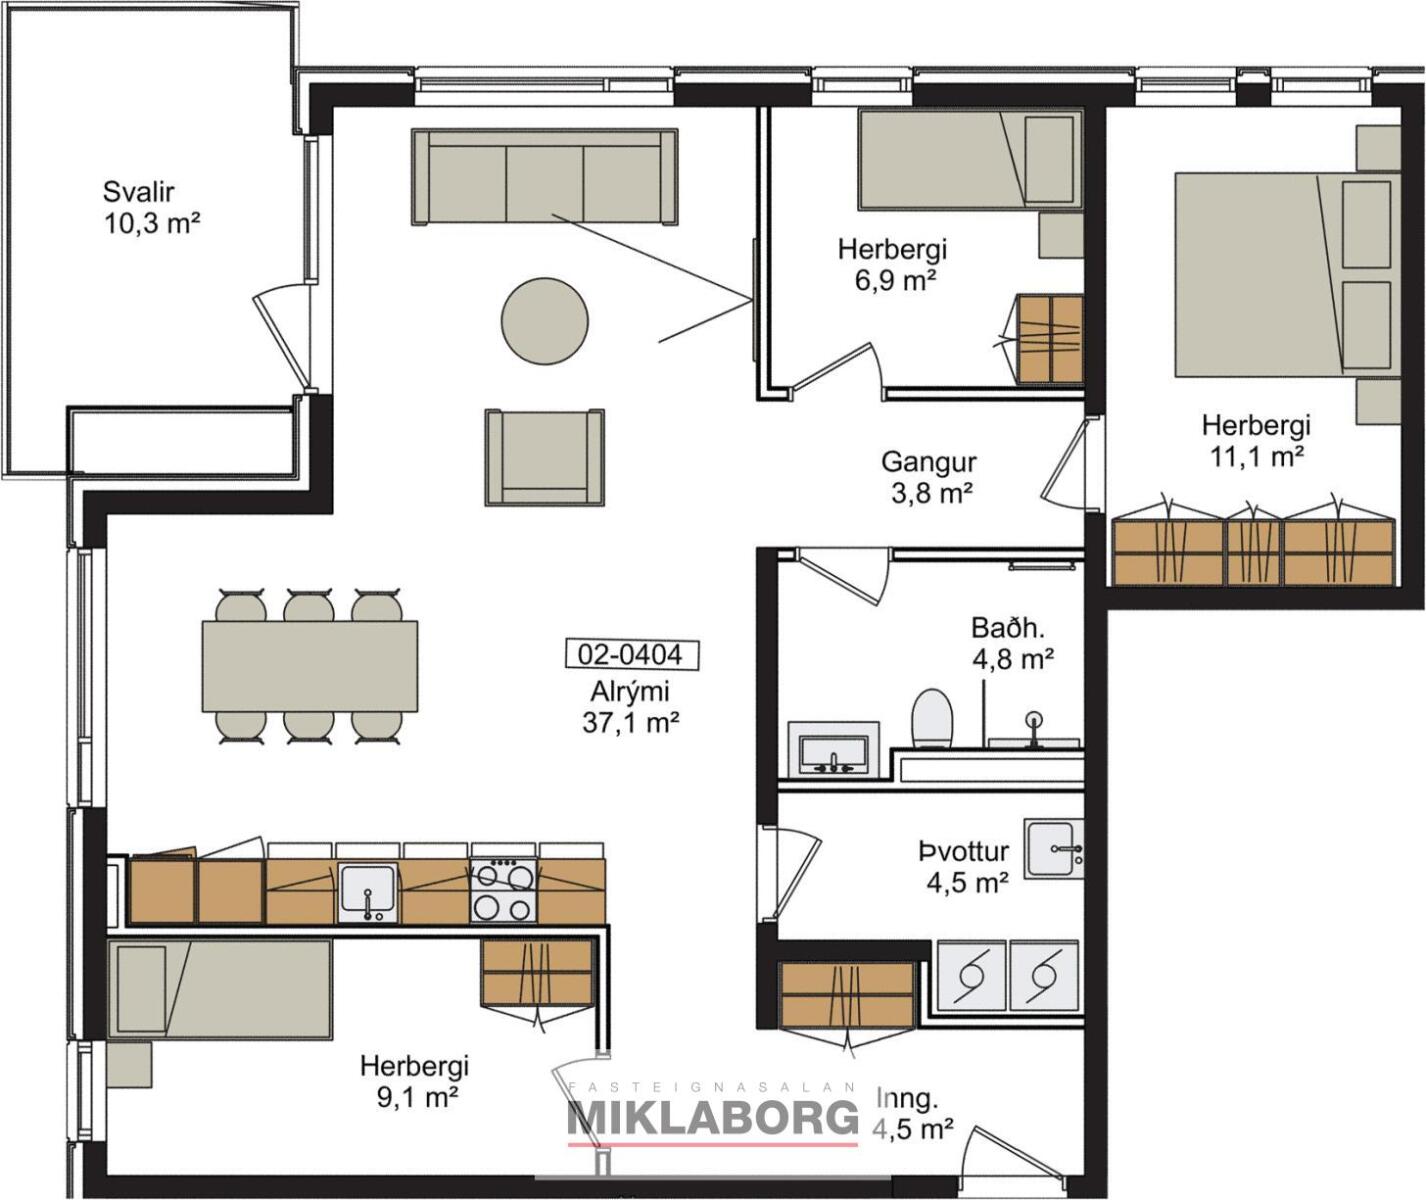 Svalir
10,3 m²
Herbergi
6,9 m²
Herbergi
11,1 m²
Gangur
3,8 m²
Baðh.
4,8 m²
02-0404
Alrými
37,1 m²
Þvottur
4,5 m²
Herbergi
9,1 m²
Inng.
4,5 m²
FASTEIGNASALAN
MIKLABORG